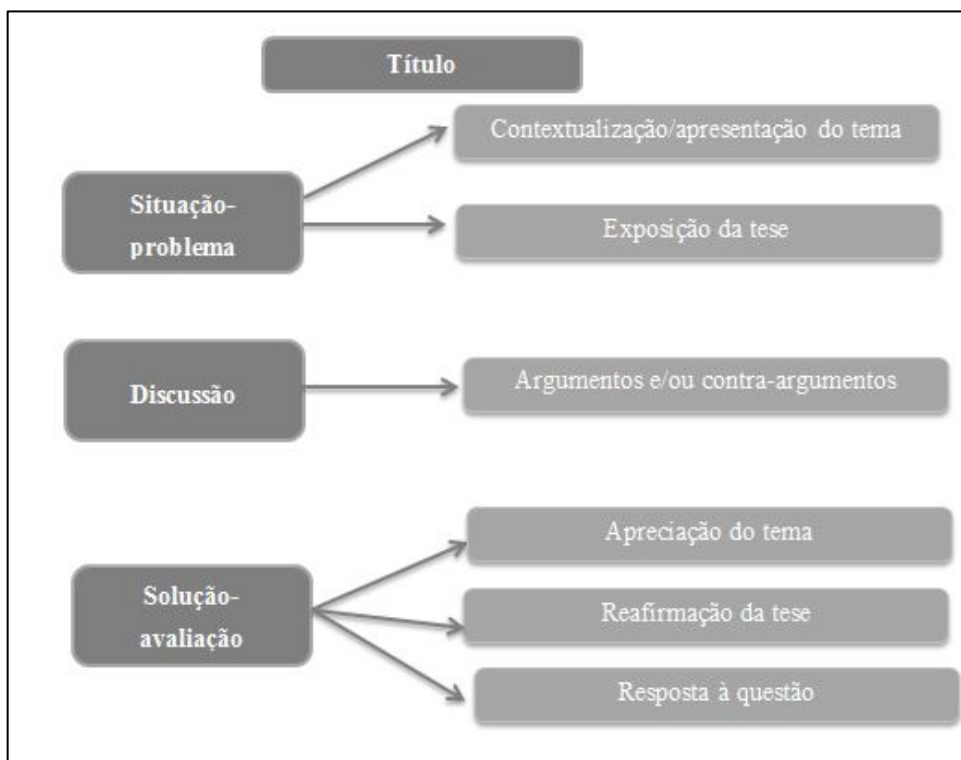 Título
Situação-
problema
Contextualização/apresentação do tema
Exposição da tese
Discussão
Argumentos e/ou contra-argumentos
Solução-
avaliação
Apreciação do tema
Reafirmação da tese
Resposta à questão